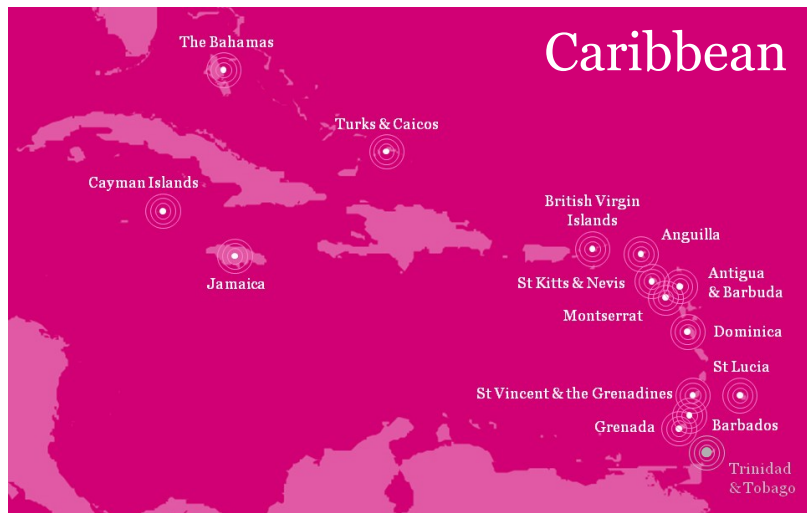 Caribbean
The Bahamas
Turks & Caicos
Cayman Islands
Jamaica
British Virgin
Islands
Anguilla
St Kitts & Nevis
Antigua
& Barbuda
Montserrat
Dominica
St Lucia
St Vincent & the Grenadines
Grenada
Barbados
Trinidad
& Tobago